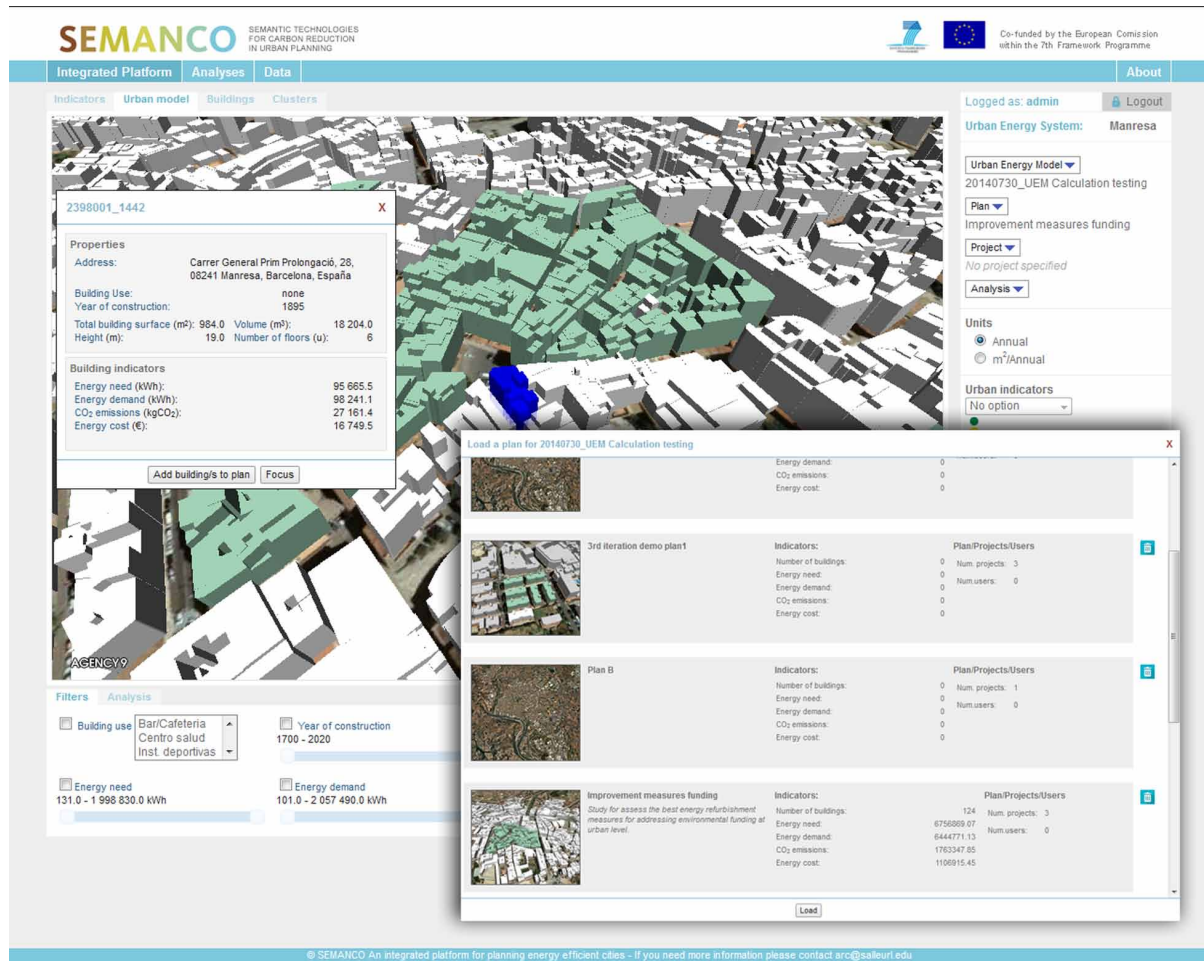 SEMANCO
SEMANTIC TECHNOLOGIES
FOR CARBON REDUCTION
IN URBAN PLANNING
Co-funded by the European Comission
within the 7th Framework Programme
Integrated Platform Analyses Data About
Indicators Urban model Buildings Clusters
Logged as: admin Logout
Urban Energy System: Manresa
Urban Energy Model
20140730_UEM Calculation testing
Plan
Improvement measures funding
Project
No project specified
Analysis
Units
Annual
m²/Annual
Urban indicators
No option
2398001_1442 X
Properties
Address: Carrer General Prim Prolongació, 28,
08241 Manresa, Barcelona, España
Building Use: none
Year of construction: 1895
Total building surface (m²): 984.0 Volume (m³): 18 204.0
Height (m): 19.0 Number of floors (u): 6
Building indicators
Energy need (kWh): 95 665.5
Energy demand (kWh): 98 241.1
CO₂ emissions (kgCO₂): 27 161.4
Energy cost (€): 16 749.5
Add building/s to plan Focus
AGENCY9
Filters Analysis
Building use
Bar/Cafeteria
Centro salud
Inst. deportivas
Year of construction
1700 - 2020
Energy need
131.0 - 1 998 830.0 kWh
Energy demand
101.0 - 2 057 490.0 kWh
Load a plan for 20140730_UEM Calculation testing X
Energy demand: 0
CO₂ emissions: 0
Energy cost: 0
3rd iteration demo plan1 Indicators: Plan/Projects/Users
Number of buildings: 0 Num. projects: 3
Energy need: 0
Energy demand: 0 Num.users: 0
CO₂ emissions: 0
Energy cost: 0
Plan B Indicators: Plan/Projects/Users
Number of buildings: 0 Num. projects: 1
Energy need: 0
Energy demand: 0 Num.users: 0
CO₂ emissions: 0
Energy cost: 0
Improvement measures funding Indicators: Plan/Projects/Users
Study for assess the best energy refurbishment
measures for addressing environmental funding at
urban level.
Number of buildings: 124 Num. projects: 3
Energy need: 6756869.07
Energy demand: 6444771.13 Num.users: 0
CO₂ emissions: 1763347.85
Energy cost: 1106915.45
Load
© SEMANCO An integrated platform for planning energy efficient cities - If you need more information please contact arc@salleurl.edu